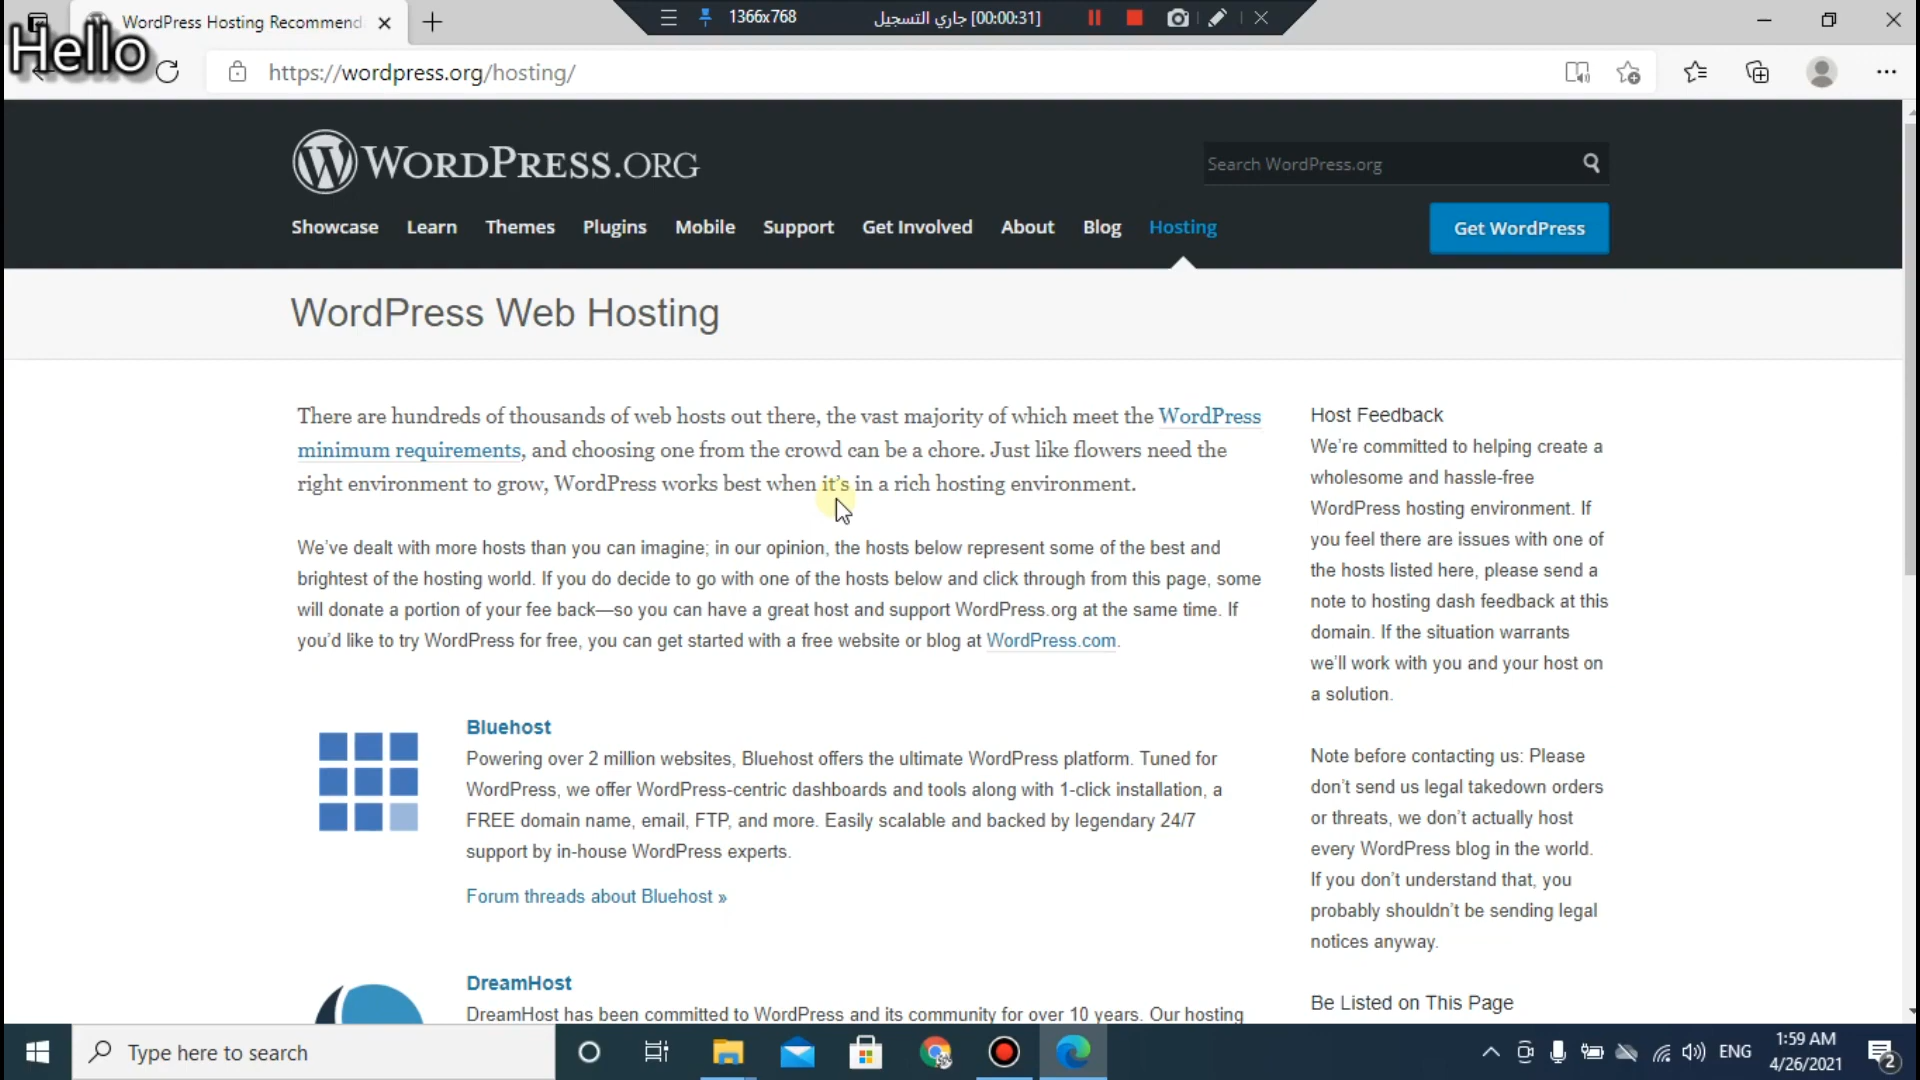 WordPress Hosting Recommend
1366x768
جاري التسجيل [00:00:31]
Hello
https://wordpress.org/hosting/
WORDPRESS.ORG
Search WordPress.org
Showcase Learn Themes Plugins Mobile Support Get Involved About Blog Hosting
Get WordPress
WordPress Web Hosting
There are hundreds of thousands of web hosts out there, the vast majority of which meet the WordPress
minimum requirements, and choosing one from the crowd can be a chore. Just like flowers need the
right environment to grow, WordPress works best when it's in a rich hosting environment.
We've dealt with more hosts than you can imagine; in our opinion, the hosts below represent some of the best and
brightest of the hosting world. If you do decide to go with one of the hosts below and click through from this page, some
will donate a portion of your fee back—so you can have a great host and support WordPress.org at the same time. If
you'd like to try WordPress for free, you can get started with a free website or blog at WordPress.com.
Bluehost
Powering over 2 million websites, Bluehost offers the ultimate WordPress platform. Tuned for
WordPress, we offer WordPress-centric dashboards and tools along with 1-click installation, a
FREE domain name, email, FTP, and more. Easily scalable and backed by legendary 24/7
support by in-house WordPress experts.
Forum threads about Bluehost »
DreamHost
DreamHost has been committed to WordPress and its community for over 10 years. Our hosting
Host Feedback
We're committed to helping create a
wholesome and hassle-free
WordPress hosting environment. If
you feel there are issues with one of
the hosts listed here, please send a
note to hosting dash feedback at this
domain. If the situation warrants
we'll work with you and your host on
a solution.
Note before contacting us: Please
don't send us legal takedown orders
or threats, we don't actually host
every WordPress blog in the world.
If you don't understand that, you
probably shouldn't be sending legal
notices anyway.
Be Listed on This Page
Type here to search
ENG
1:59 AM
4/26/2021
2